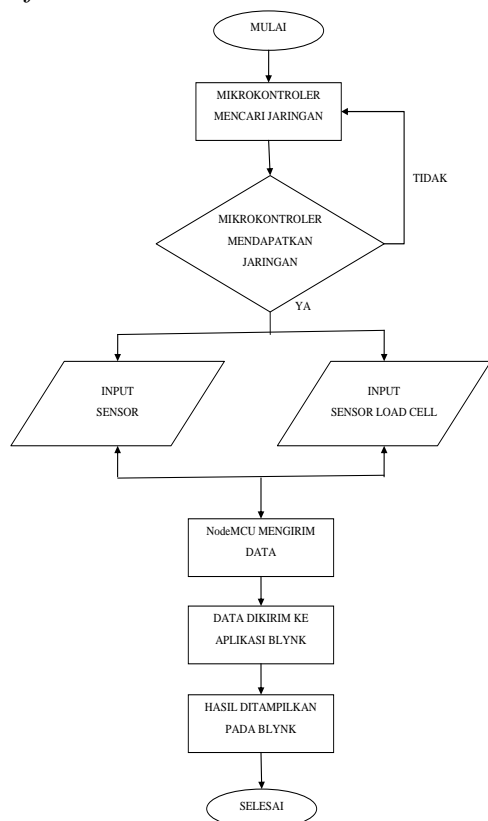 MULAI
MIKROKONTROLER
MENCARI JARINGAN
TIDAK
MIKROKONTROLER
MENDAPATKAN
JARINGAN
YA
INPUT
SENSOR
INPUT
SENSOR LOAD CELL
NodeMCU MENGIRIM
DATA
DATA DIKIRIM KE
APLIKASI BLYNK
HASIL DITAMPILKAN
PADA BLYNK
SELESAI